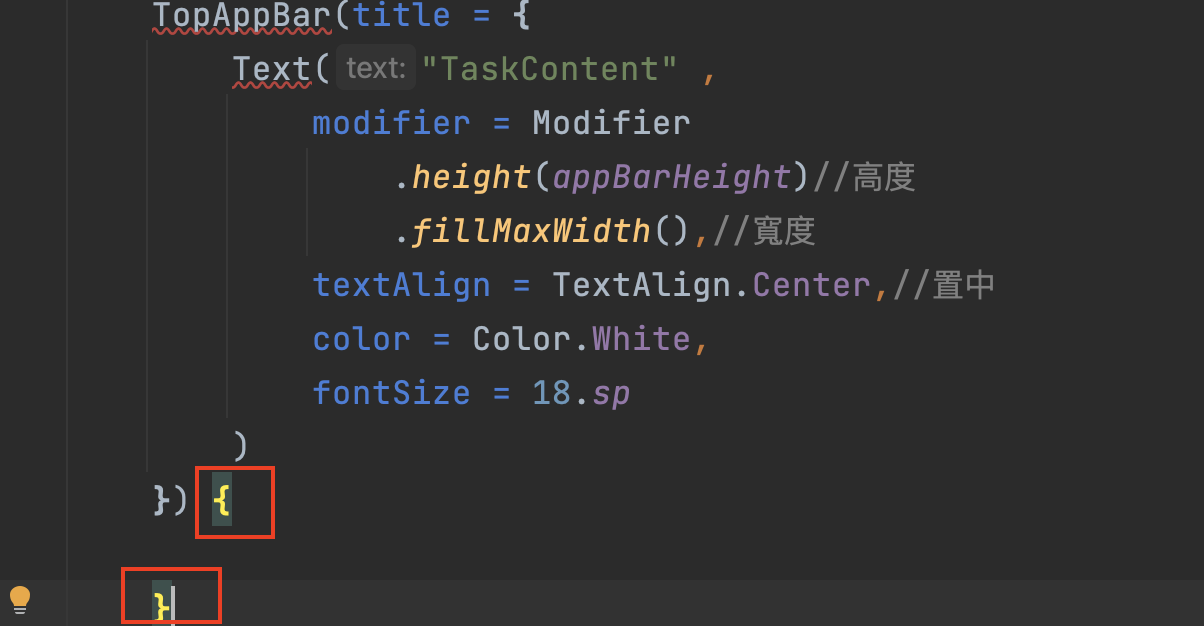 TopAppBar(title = {
Text( text: "TaskContent" ,
modifier = Modifier
.height(appBarHeight)//高度
.fillMaxWidth(),//寬度
textAlign = TextAlign.Center,//置中
color = Color.White,
fontSize = 18.sp
)
}) {
}